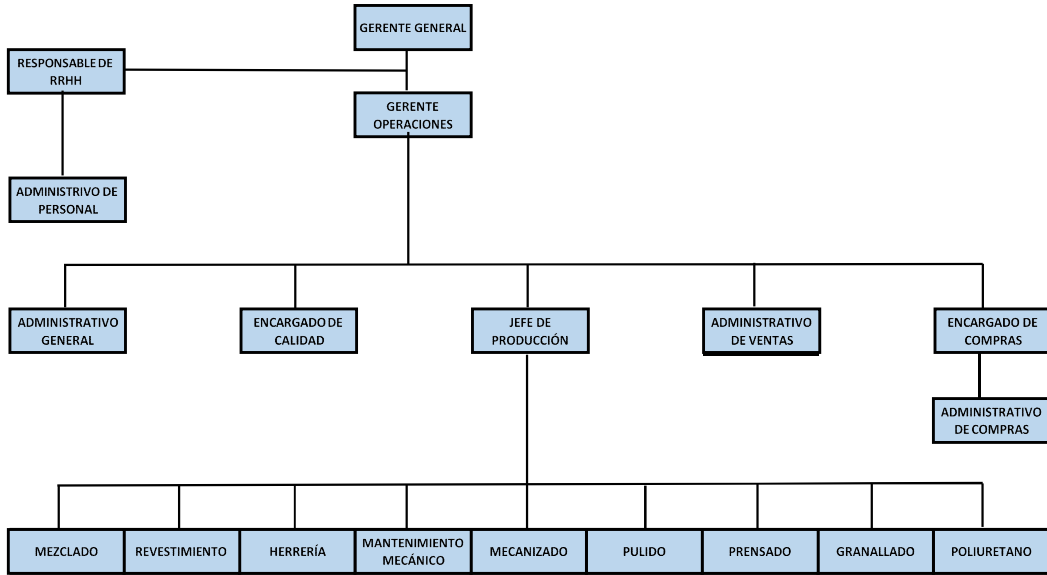 GERENTE GENERAL
RESPONSABLE DE
RRHH
GERENTE
OPERACIONES
ADMINISTRIVO DE
PERSONAL
ADMINISTRATIVO
GENERAL
ENCARGADO DE
CALIDAD
JEFE DE
PRODUCCIÓN
ADMINISTRATIVO
DE VENTAS
ENCARGADO DE
COMPRAS
ADMINISTRATIVO
DE COMPRAS
MEZCLADO
REVESTIMIENTO
HERRERÍA
MANTENIMIENTO
MECÁNICO
MECANIZADO
PULIDO
PRENSADO
GRANALLADO
POLIURETANO